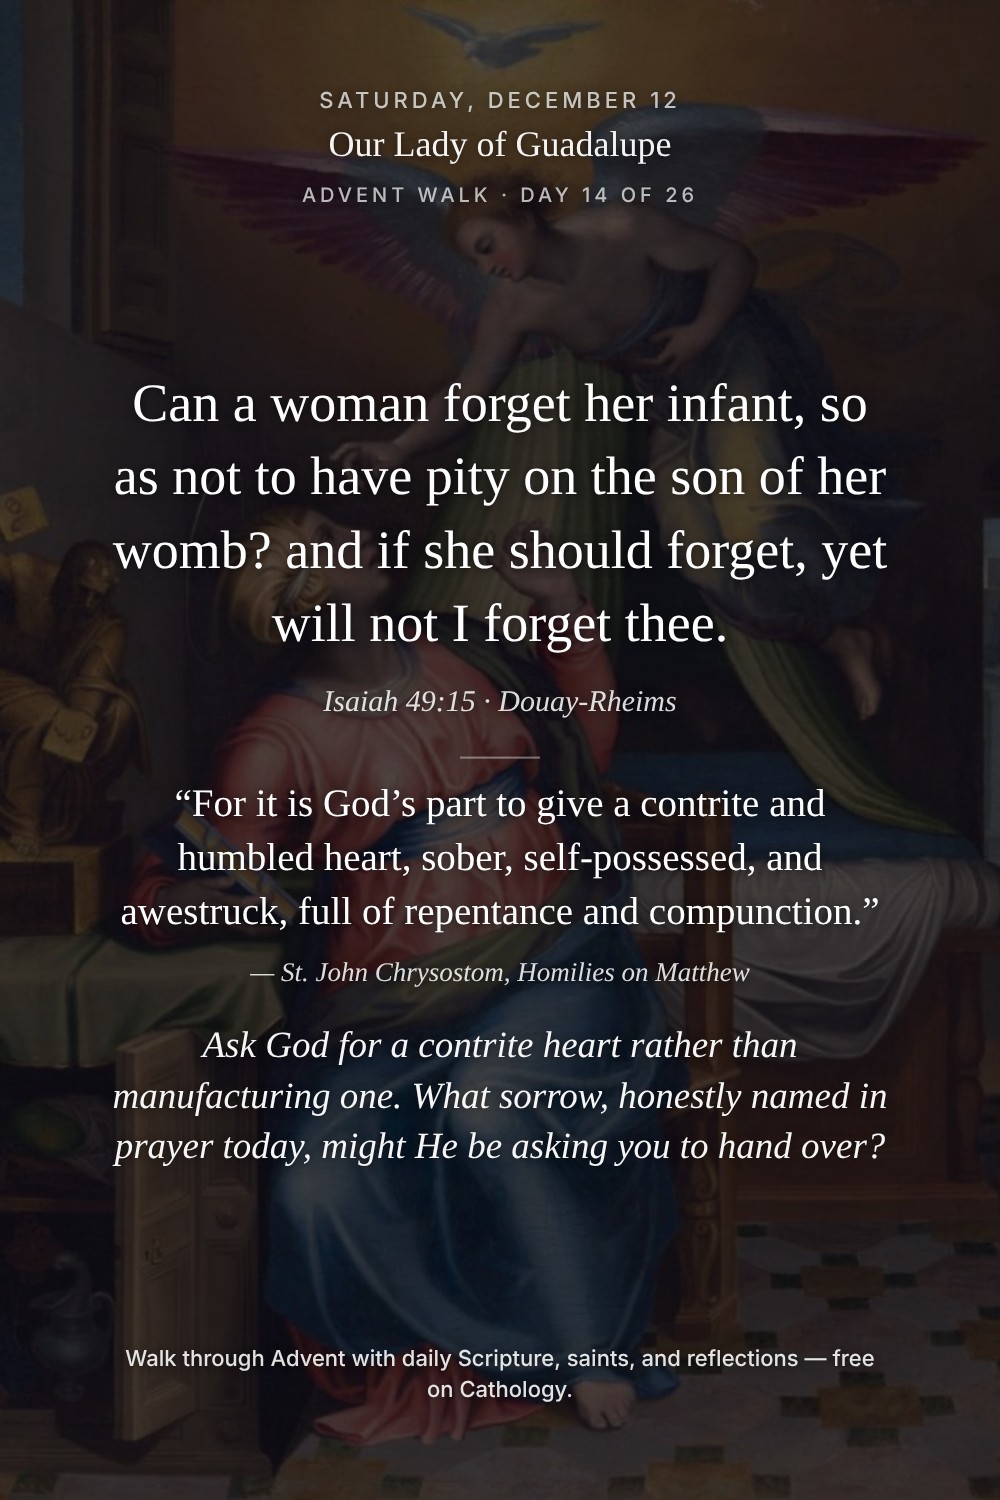 SATURDAY, DECEMBER 12
Our Lady of Guadalupe
ADVENT WALK · DAY 14 OF 26
Can a woman forget her infant, so
as not to have pity on the son of her
womb? and if she should forget, yet
will not I forget thee.
Isaiah 49:15 · Douay-Rheims
“For it is God’s part to give a contrite and
humbled heart, sober, self-possessed, and
awestruck, full of repentance and compunction.”
— St. John Chrysostom, Homilies on Matthew
Ask God for a contrite heart rather than
manufacturing one. What sorrow, honestly named in
prayer today, might He be asking you to hand over?
Walk through Advent with daily Scripture, saints, and reflections — free
on Cathology.